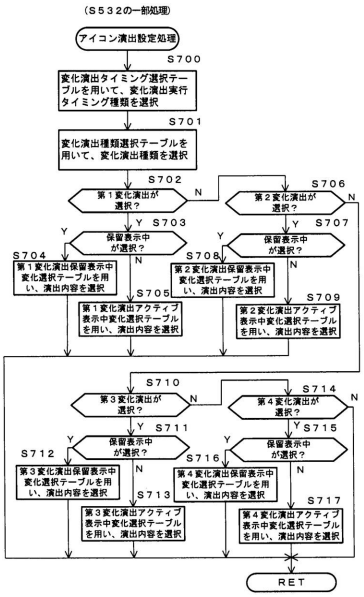 (S532の一部処理)
アイコン演出設定処理
S700
変化演出タイミング選択テー
ブルを用いて、変化演出実行
タイミング種類を選択
S701
変化演出種類選択テーブル
を用いて、変化演出種類を選択
S702
第1変化演出が
選択?
N
Y
S706
第2変化演出が
選択?
N
Y
S703
保留表示中
が選択?
Y
N
S707
保留表示中
が選択?
Y
N
S704
第1変化演出保留表示中
変化選択テーブルを用
い、演出内容を選択
S705
第1変化演出アクティブ
表示中変化選択テーブル
を用い、演出内容を選択
S708
第2変化演出保留表示中
変化選択テーブルを用
い、演出内容を選択
S709
第2変化演出アクティブ
表示中変化選択テーブル
を用い、演出内容を選択
S710
第3変化演出が
選択?
N
Y
S714
第4変化演出が
選択?
N
Y
S711
保留表示中
が選択?
Y
N
S715
保留表示中
が選択?
Y
N
S712
第3変化演出保留表示中
変化選択テーブルを用
い、演出内容を選択
S713
第3変化演出アクティブ
表示中変化選択テーブル
を用い、演出内容を選択
S716
第4変化演出保留表示中
変化選択テーブルを用
い、演出内容を選択
S717
第4変化演出アクティブ
表示中変化選択テーブル
を用い、演出内容を選択
RET